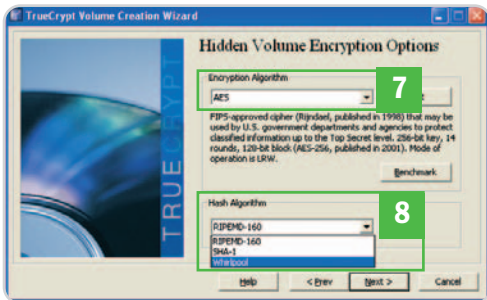 TrueCrypt Volume Creation Wizard
Hidden Volume Encryption Options
Encryption Algorithm
AES
7
FIPS-approved cipher (Rijndael, published in 1998) that may be
used by U.S. government departments and agencies to protect
classified information up to the Top Secret level. 256-bit key, 14
rounds, 128-bit block (AES-256, published in 2001). Mode of
operation is LRW.
Benchmark
Hash Algorithm
8
RIPEMD-160
RIPEMD-160
SHA-1
Whirlpool
TRUECRYPT
Help
< Prev
Next >
Cancel